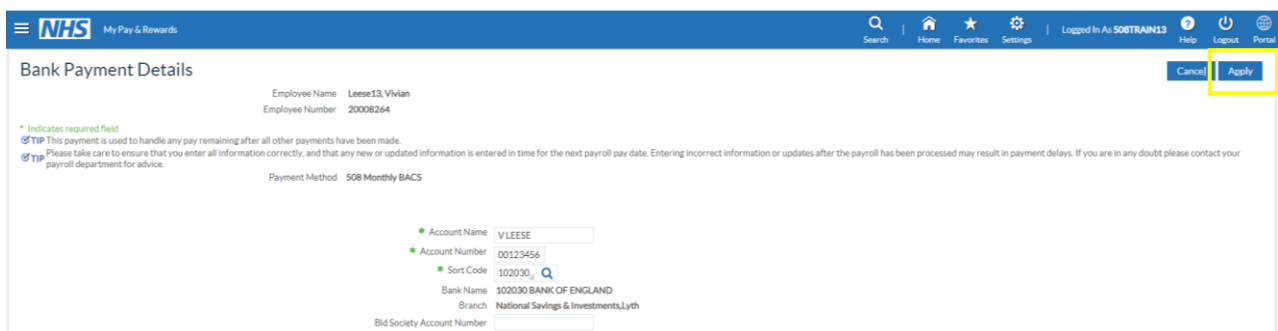 NHS My Pay & Rewards Search Home Favorites Settings Logged In As 508TRAIN13 Help Logout Portal
Bank Payment Details Cancel Apply
Employee Name Leese13, Vivian
Employee Number 20008264
* Indicates required field
TIP This payment is used to handle any pay remaining after all other payments have been made.
TIP Please take care to ensure that you enter all information correctly, and that any new or updated information is entered in time for the next payroll pay date. Entering incorrect information or updates after the payroll has been processed may result in payment delays. If you are in any doubt please contact your
payroll department for advice.
Payment Method 508 Monthly BACS
* Account Name V LEESE
* Account Number 00123456
* Sort Code 102030
Bank Name 102030 BANK OF ENGLAND
Branch National Savings & Investments,Lyth
Bld Society Account Number